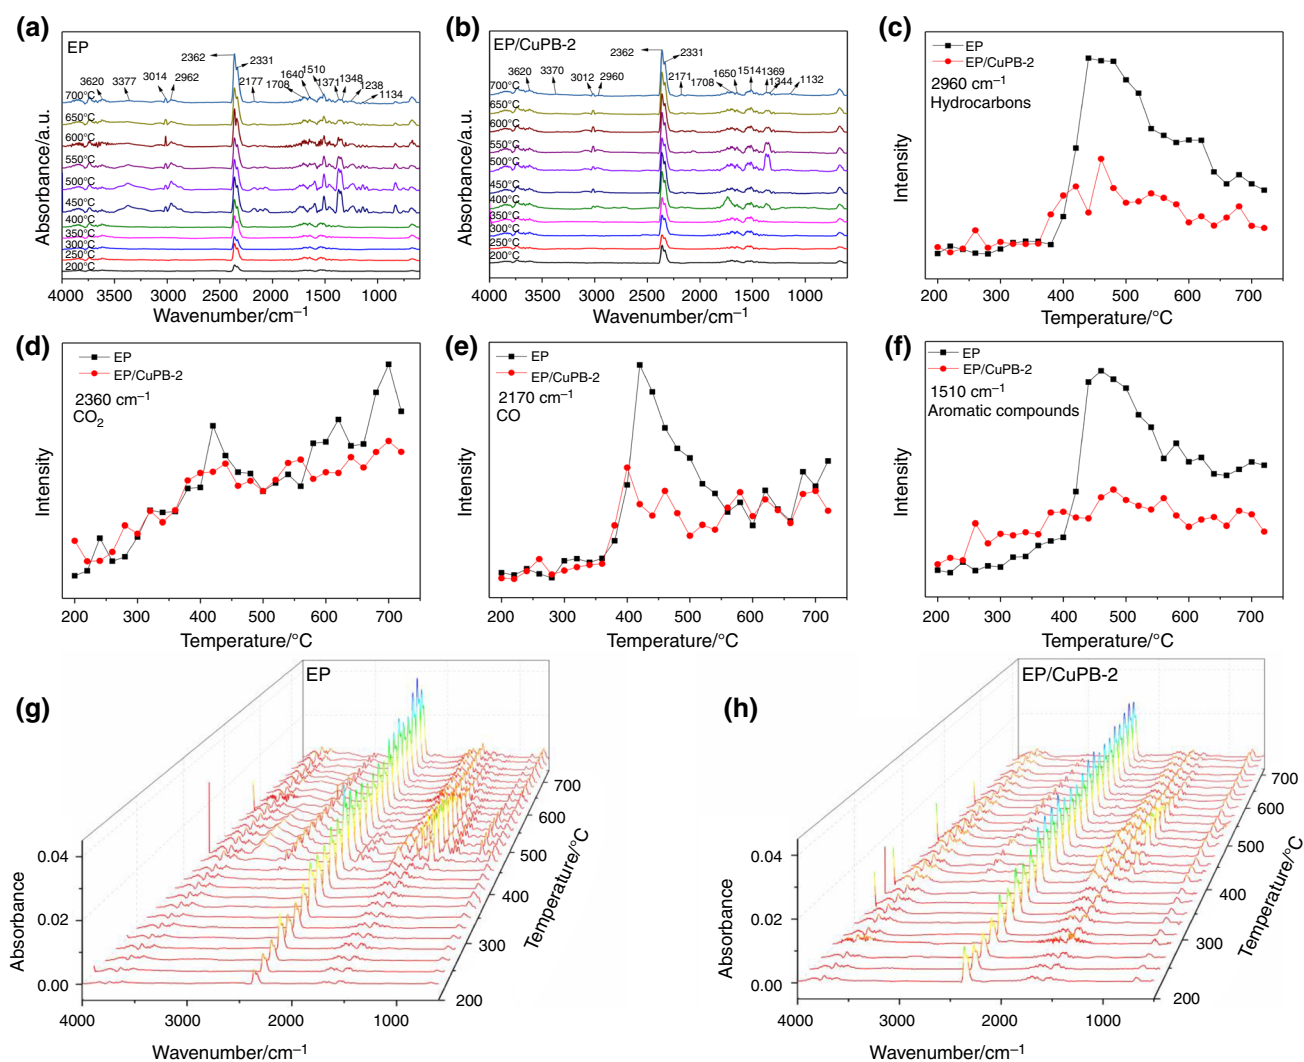 (a)
EP
2362
2331
3620
3377
3014
2962
2177
1708
1640
1510
1371
1348
1238
1134
700°C
650°C
600°C
550°C
500°C
450°C
400°C
350°C
300°C
250°C
200°C
Absorbance/a.u.
4000 3500 3000 2500 2000 1500 1000
Wavenumber/cm⁻¹
(b)
EP/CuPB-2
2362
2331
3620
3370
3012
2960
2171
1708
1650
1514
1369
1344
1132
700°C
650°C
600°C
550°C
500°C
450°C
400°C
350°C
300°C
250°C
200°C
Absorbance/a.u.
4000 3500 3000 2500 2000 1500 1000
Wavenumber/cm⁻¹
(c)
EP
EP/CuPB-2
2960 cm⁻¹
Hydrocarbons
Intensity
200 300 400 500 600 700
Temperature/°C
(d)
EP
EP/CuPB-2
2360 cm⁻¹
CO₂
Intensity
200 300 400 500 600 700
Temperature/°C
(e)
EP
EP/CuPB-2
2170 cm⁻¹
CO
Intensity
200 300 400 500 600 700
Temperature/°C
(f)
EP
EP/CuPB-2
1510 cm⁻¹
Aromatic compounds
Intensity
200 300 400 500 600 700
Temperature/°C
(g)
EP
Absorbance
0.04
0.02
0.00
4000 3000 2000 1000
Wavenumber/cm⁻¹
700
600
500
400
300
200
Temperature/°C
(h)
EP/CuPB-2
Absorbance
0.04
0.02
0.00
4000 3000 2000 1000
Wavenumber/cm⁻¹
700
600
500
400
300
200
Temperature/°C